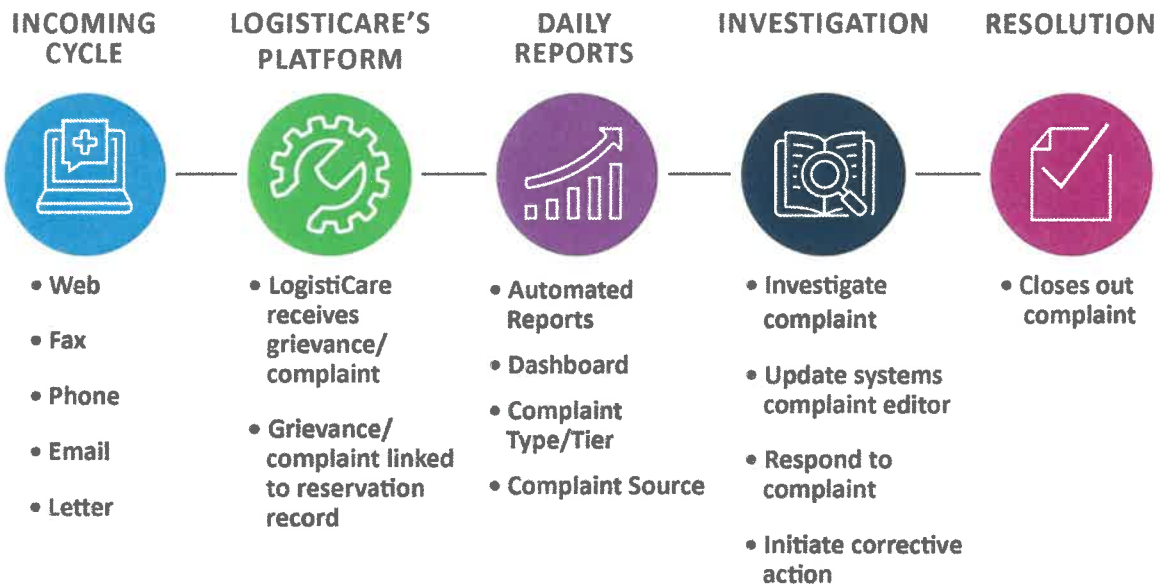 INCOMING
CYCLE
LOGISTICARE'S
PLATFORM
DAILY
REPORTS
INVESTIGATION
RESOLUTION
• Web
• Fax
• Phone
• Email
• Letter
• LogistiCare
receives
grievance/
complaint
• Grievance/
complaint linked
to reservation
record
• Automated
Reports
• Dashboard
• Complaint
Type/Tier
• Complaint Source
• Investigate
complaint
• Update systems
complaint editor
• Respond to
complaint
• Initiate corrective
action
• Closes out
complaint